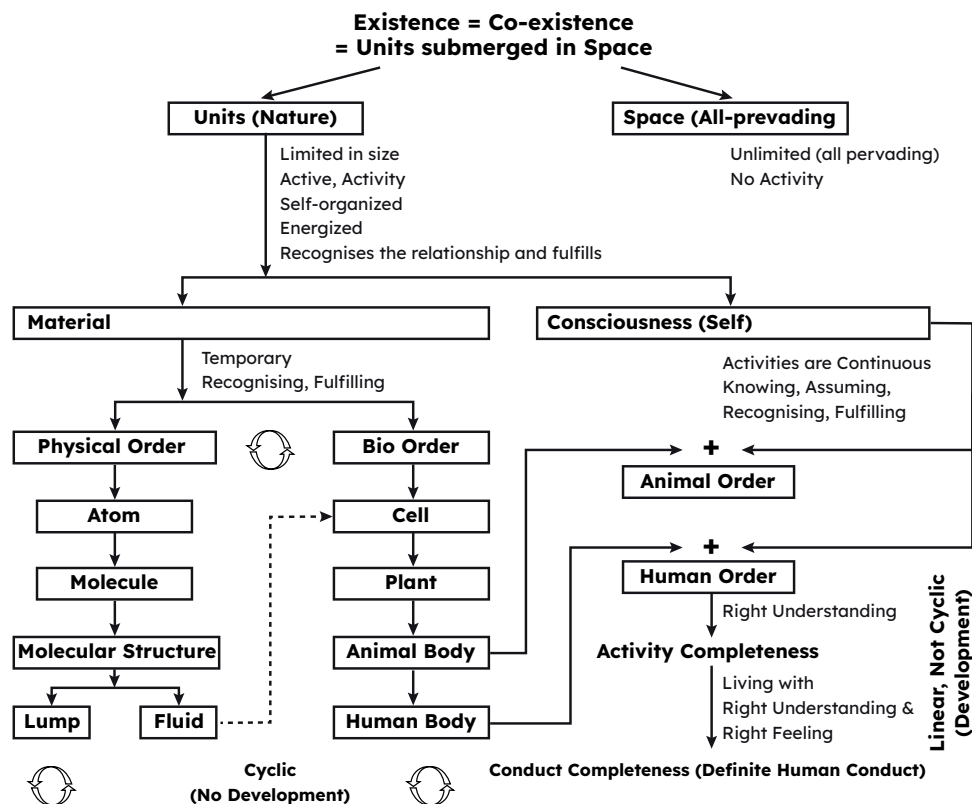 Existence = Co-existence
= Units submerged in Space
Units (Nature)
Space (All-prevading
Limited in size
Active, Activity
Self-organized
Energized
Recognises the relationship and fulfills
Unlimited (all pervading)
No Activity
Material
Consciousness (Self)
Temporary
Recognising, Fulfilling
Activities are Continuous
Knowing, Assuming,
Recognising, Fulfilling
Physical Order
Bio Order
+
Animal Order
Atom
Cell
+
Human Order
Molecule
Plant
Right Understanding
Molecular Structure
Animal Body
Activity Completeness
Lump
Fluid
Human Body
Living with
Right Understanding &
Right Feeling
Linear, Not Cyclic
(Development)
Cyclic
(No Development)
Conduct Completeness (Definite Human Conduct)